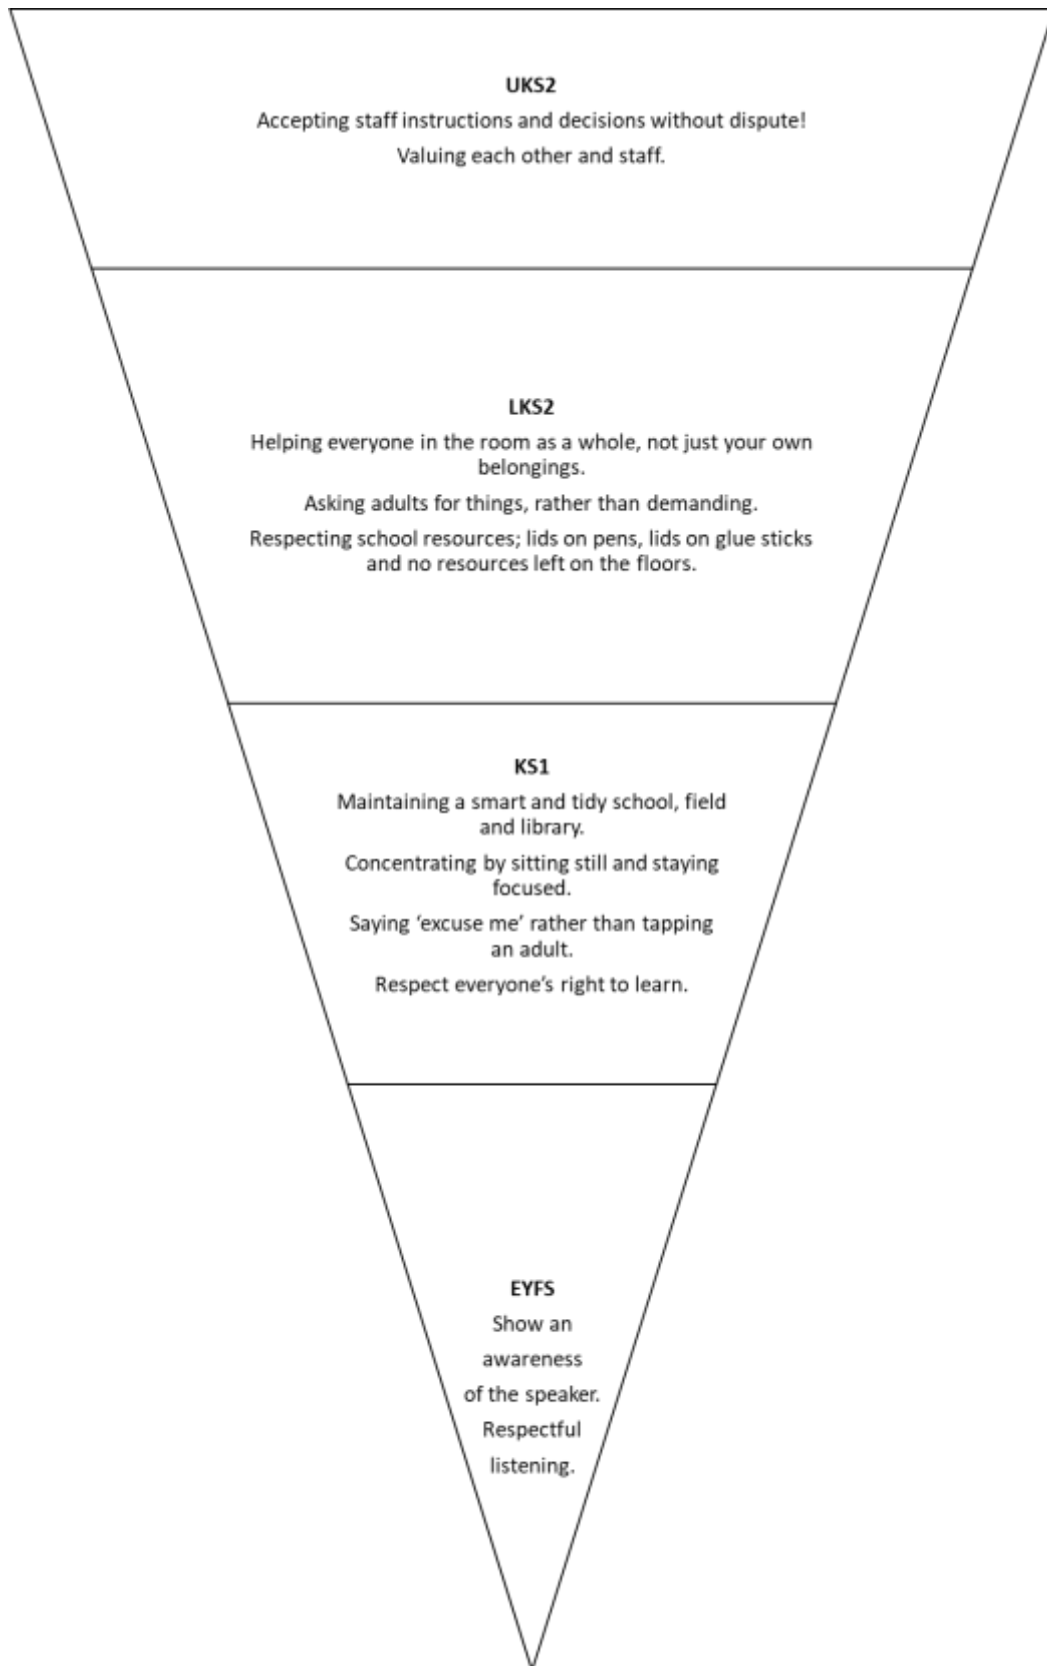 UKS2
Accepting staff instructions and decisions without dispute!
Valuing each other and staff.
LKS2
Helping everyone in the room as a whole, not just your own
belongings.
Asking adults for things, rather than demanding.
Respecting school resources; lids on pens, lids on glue sticks
and no resources left on the floors.
KS1
Maintaining a smart and tidy school, field
and library.
Concentrating by sitting still and staying
focused.
Saying ‘excuse me’ rather than tapping
an adult.
Respect everyone’s right to learn.
EYFS
Show an
awareness
of the speaker.
Respectful
listening.